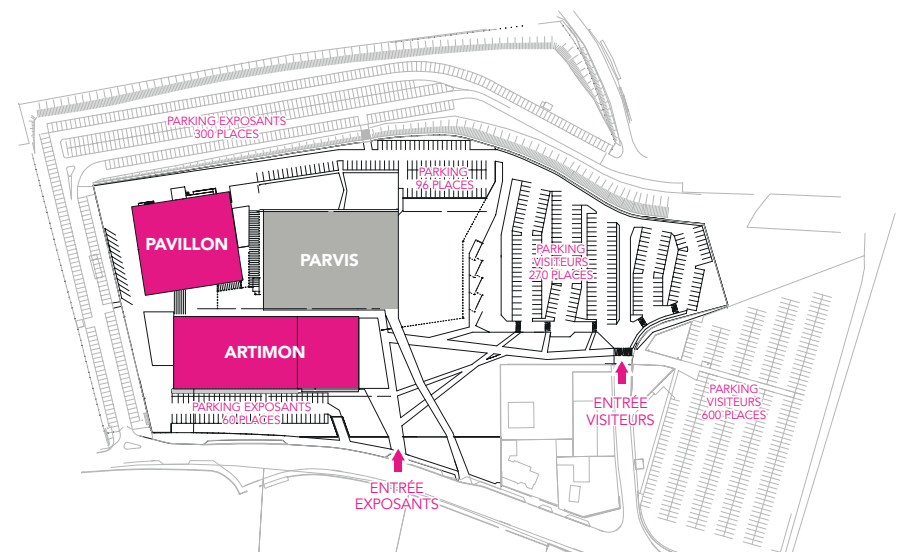 PARKING EXPOSANTS
300 PLACES
PARKING
96 PLACES
PAVILLON
PARVIS
PARKING
VISITEURS
270 PLACES
ARTIMON
PARKING EXPOSANTS
60 PLACES
ENTRÉE
VISITEURS
PARKING
VISITEURS
600 PLACES
ENTRÉE
EXPOSANTS